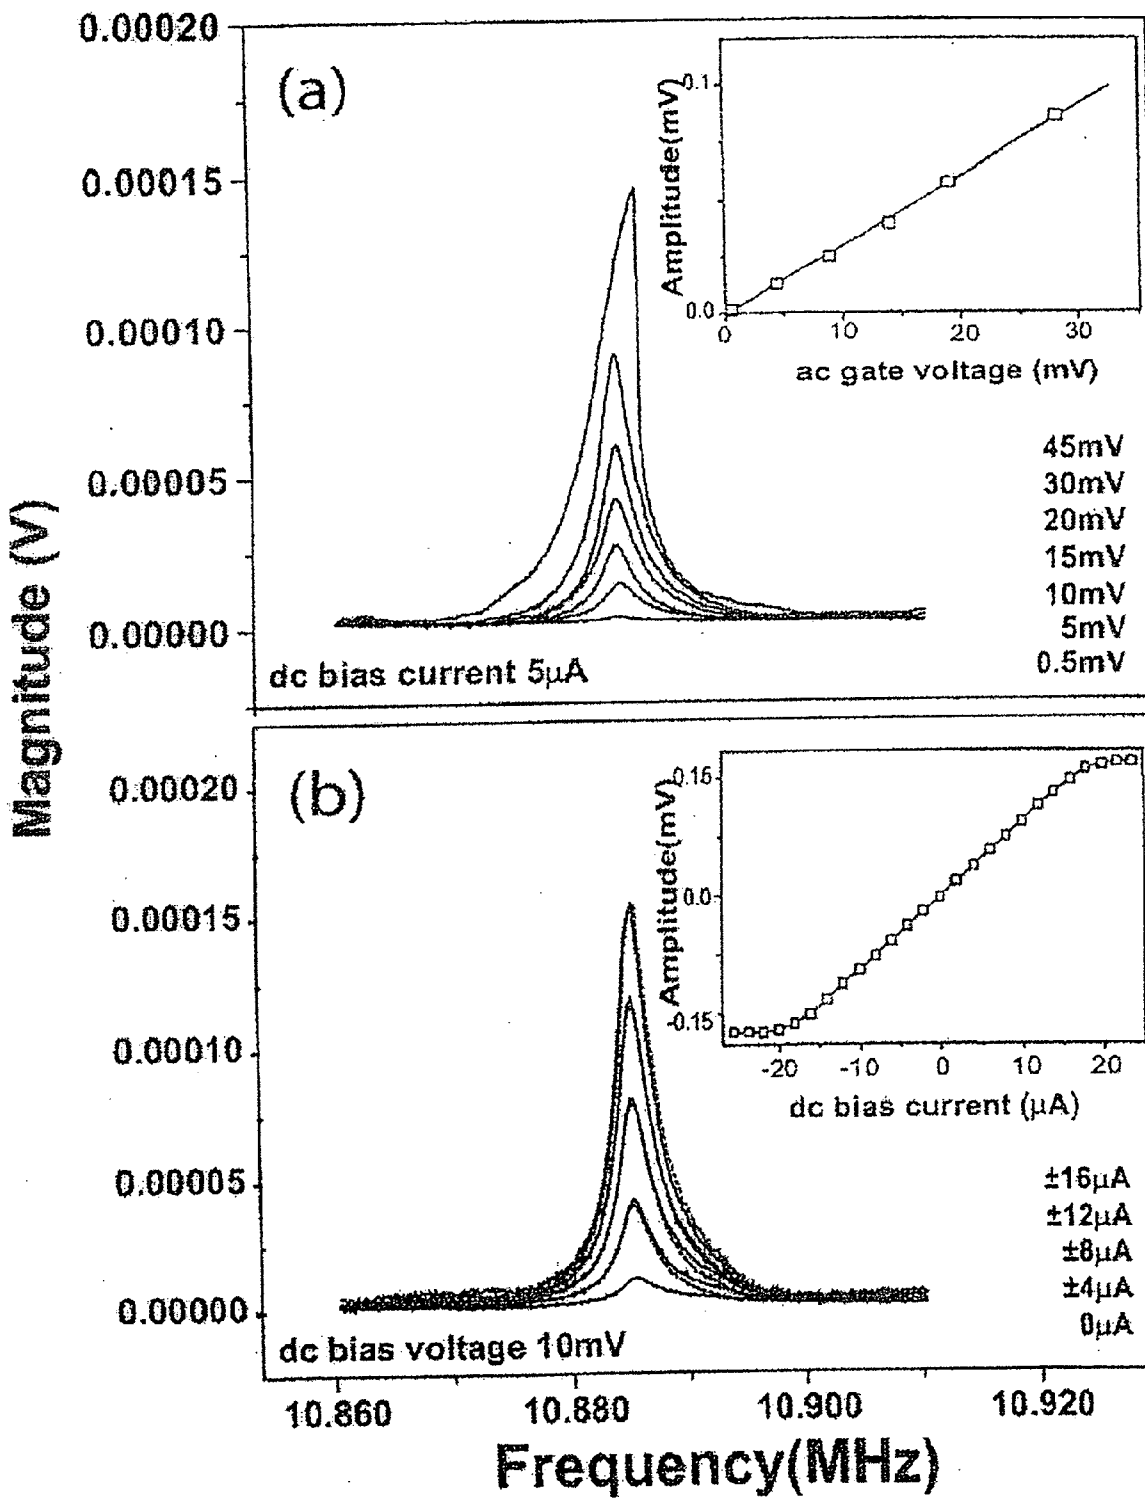 Magnitude (V)
(a)
0.00020
0.00015
0.00010
0.00005
0.00000
Amplitude(mV)
0.1
0.0
0
10
20
30
ac gate voltage (mV)
45mV
30mV
20mV
15mV
10mV
5mV
0.5mV
dc bias current 5μA
(b)
0.00020
0.00015
0.00010
0.00005
0.00000
Amplitude(mV)
0.15
0.0
-0.15
-20
-10
0
10
20
dc bias current (μA)
±16μA
±12μA
±8μA
±4μA
0μA
dc bias voltage 10mV
10.860
10.880
10.900
10.920
Frequency(MHz)